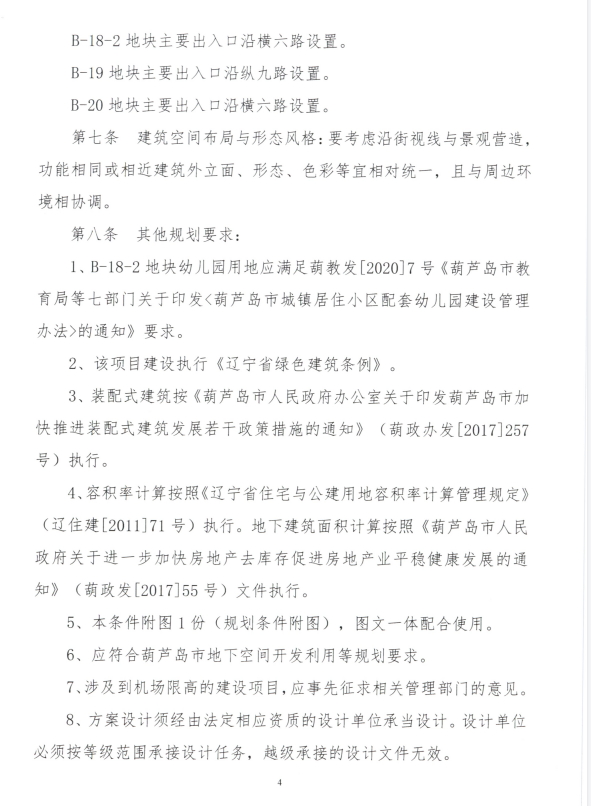 B-18-2 地块主要出入口沿横六路设置。
B-19 地块主要出入口沿纵九路设置。
B-20 地块主要出入口沿横六路设置。
第七条　建筑空间布局与形态风格:要考虑沿街视线与景观营造,
功能相同或相近建筑外立面、形态、色彩等宜相对统一，且与周边环
境相协调。
第八条　其他规划要求:
1、B-18-2 地块幼儿园用地应满足葫教发[2020]7 号《葫芦岛市教
育局等七部门关于印发<葫芦岛市城镇居住小区配套幼儿园建设管理
办法>的通知》要求。
2、该项目建设执行《辽宁省绿色建筑条例》。
3、装配式建筑按《葫芦岛市人民政府办公室关于印发葫芦岛市加
快推进装配式建筑发展若干政策措施的通知》（葫政办发[2017]257
号）执行。
4、容积率计算按照《辽宁省住宅与公建用地容积率计算管理规定》
（辽住建[2011]71 号）执行。地下建筑面积计算按照《葫芦岛市人民
政府关于进一步加快房地产去库存促进房地产业平稳健康发展的通
知》（葫政发[2017]55 号）文件执行。
5、本条件附图 1 份（规划条件附图），图文一体配合使用。
6、应符合葫芦岛市地下空间开发利用等规划要求。
7、涉及到机场限高的建设项目,应事先征求相关管理部门的意见。
8、方案设计须经由法定相应资质的设计单位承当设计。设计单位
必须按等级范围承接设计任务，越级承接的设计文件无效。
4